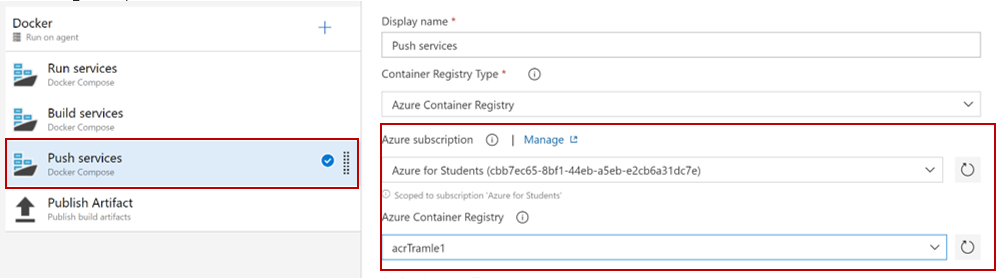 Docker
Run on agent
Run services
Docker Compose
Build services
Docker Compose
Push services
Docker Compose
Publish Artifact
Publish build artifacts
Display name *
Push services
Container Registry Type *
Azure Container Registry
Azure subscription | Manage
Azure for Students (cbb7ec65-8bf1-44eb-a5eb-e2cb6a31dc7e)
Scoped to subscription 'Azure for Students'
Azure Container Registry
acrTramle1